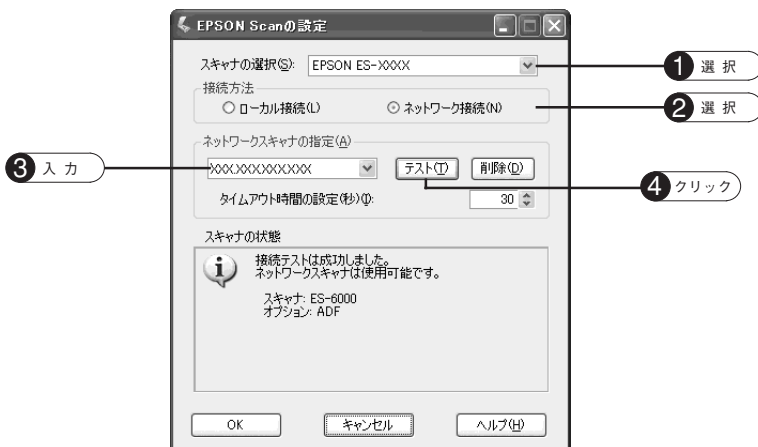 EPSON Scanの設定
スキャナの選択(S): EPSON ES-XXXX
❶ 選択
接続方法
ローカル接続(L) ネットワーク接続(N)
❷ 選択
ネットワークスキャナの指定(A)
❸ 入力
XXX.XXX.XXX.XXX テスト(T) 削除(D)
❹ クリック
タイムアウト時間の設定(秒)(I): 30
スキャナの状態
接続テストは成功しました。
ネットワークスキャナは使用可能です。
スキャナ: ES-6000
オプション: ADF
OK キャンセル ヘルプ(H)